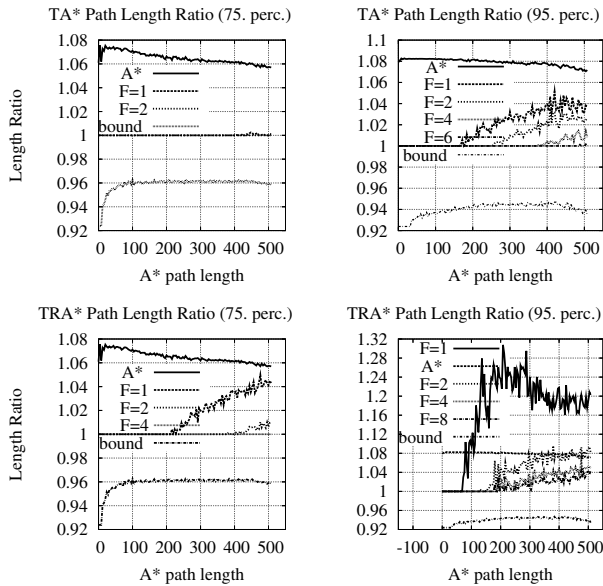 TA* Path Length Ratio (75. perc.)
1.08
1.06
1.04
1.02
1
0.98
0.96
0.94
0.92
A*
F=1
F=2
bound
0 100 200 300 400 500
A* path length
Length Ratio
TA* Path Length Ratio (95. perc.)
1.1
1.08
1.04
1.02
1
0.98
0.96
0.94
0.92
A*
F=1
F=2
F=4
F=6
bound
0 100 200 300 400 500
A* path length
TRA* Path Length Ratio (75. perc.)
1.08
1.06
1.04
1.02
1
0.98
0.96
0.94
0.92
A*
F=1
F=2
F=4
bound
0 100 200 300 400 500
A* path length
Length Ratio
TRA* Path Length Ratio (95. perc.)
1.32
1.28
1.24
1.20
1.16
1.08
1.04
1
0.96
0.92
F=1
A*
F=2
F=4
F=8
bound
-100 0 100 200 300 400 500
A* path length